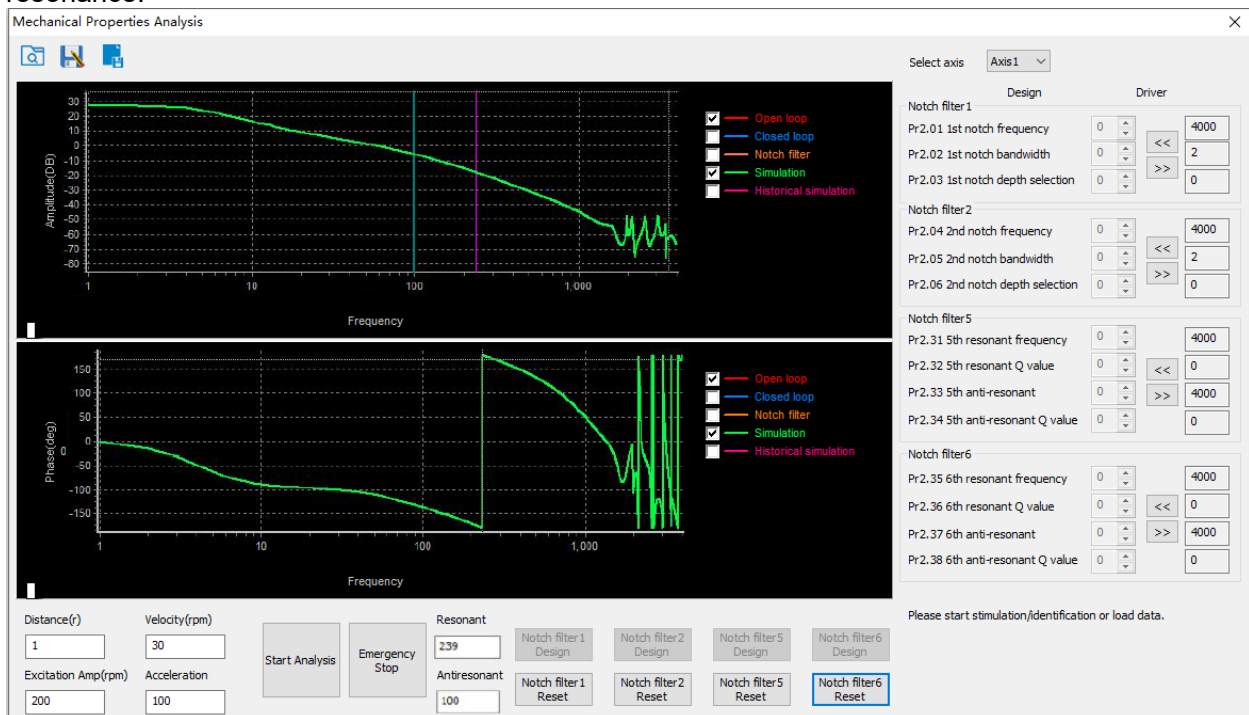 resonance.
Mechanical Properties Analysis
Select axis Axis1
Design Driver
Notch filter1
Pr2.01 1st notch frequency 0 4000
<<
Pr2.02 1st notch bandwidth 0 2
>>
Pr2.03 1st notch depth selection 0 0
Notch filter2
Pr2.04 2nd notch frequency 0 4000
<<
Pr2.05 2nd notch bandwidth 0 2
>>
Pr2.06 2nd notch depth selection 0 0
Notch filter5
Pr2.31 5th resonant frequency 0 4000
Pr2.32 5th resonant Q value 0 << 0
Pr2.33 5th anti-resonant 0 >> 4000
Pr2.34 5th anti-resonant Q value 0 0
Notch filter6
Pr2.35 6th resonant frequency 0 4000
Pr2.36 6th resonant Q value 0 << 0
Pr2.37 6th anti-resonant 0 >> 4000
Pr2.38 6th anti-resonant Q value 0 0
Please start stimulation/identification or load data.
Amplitude(DB)
30
20
10
0
-10
-20
-30
-40
-50
-60
-70
-80
1 10 100 1,000
Frequency
Open loop
Closed loop
Notch filter
Simulation
Historical simulation
Phase(deg)
0
150
100
50
0
-50
-100
-150
1 10 100 1,000
Frequency
Open loop
Closed loop
Notch filter
Simulation
Historical simulation
Distance(r) Velocity(rpm)
1 30
Excitation Amp(rpm) Acceleration
200 100
Start Analysis
Emergency
Stop
Resonant
239
Antiresonant
100
Notch filter1
Design
Notch filter2
Design
Notch filter5
Design
Notch filter6
Design
Notch filter1
Reset
Notch filter2
Reset
Notch filter5
Reset
Notch filter6
Reset